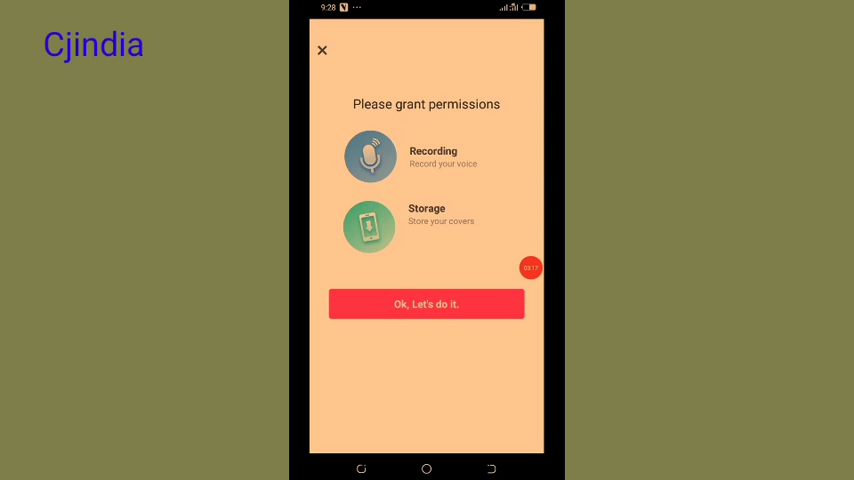 9:28
Cjindia
Please grant permissions
Recording
Record your voice
Storage
Store your covers
03:17
Ok, Let's do it.